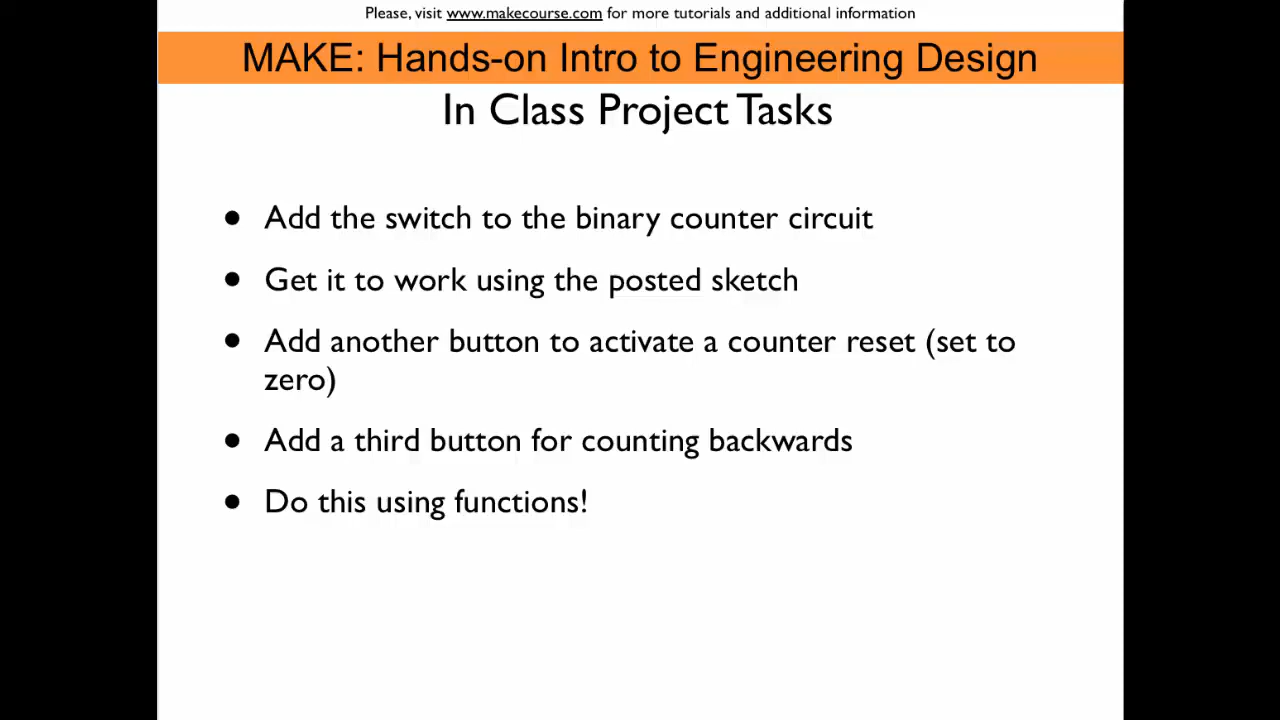 Please, visit www.makecourse.com for more tutorials and additional information
MAKE: Hands-on Intro to Engineering Design
In Class Project Tasks
• Add the switch to the binary counter circuit
• Get it to work using the posted sketch
• Add another button to activate a counter reset (set to
zero)
• Add a third button for counting backwards
• Do this using functions!